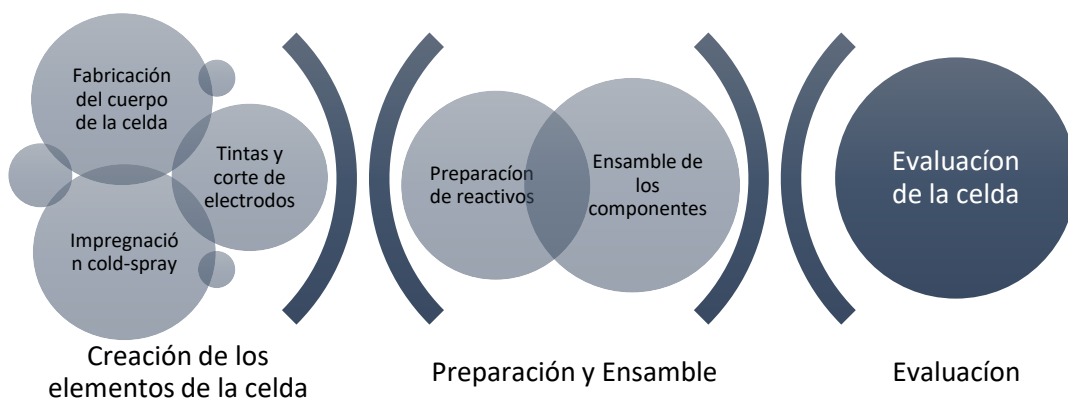 Fabricación
del cuerpo
de la celda
Tintas y
corte de
electrodos
Impregnació
n cold-spray
Creación de los
elementos de la celda
Preparacíon
de reactivos
Ensamble de
los
componentes
Preparación y Ensamble
Evaluacíon
de la celda
Evaluacíon